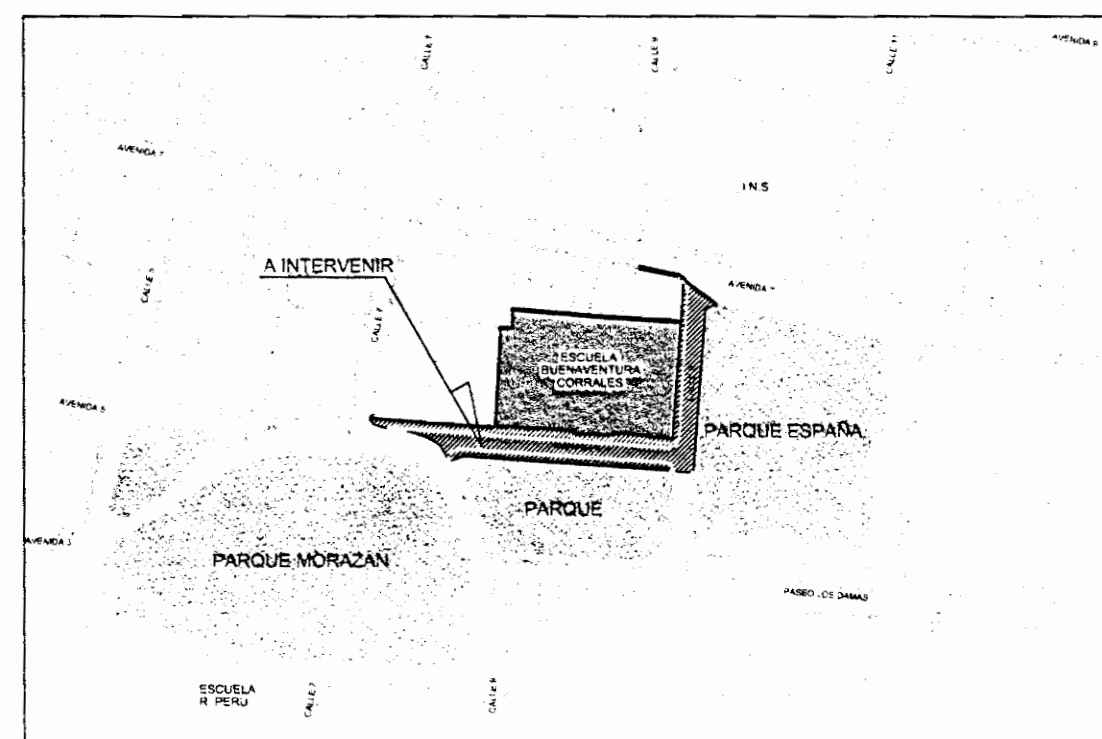 CALLE 7
CALLE 9
CALLE 11
AVENIDA 9
AVENIDA 7
I.N.S
A INTERVENIR
CALLE 5
CALLE 7
AVENIDA 7
ESCUELA
BUENAVENTURA
CORRALES
AVENIDA 5
PARQUE ESPAÑA
PARQUE
AVENIDA 3
PARQUE MORAZAN
PASEO DAMAS
ESCUELA
R. PERU
CALLE 7
CALLE 9